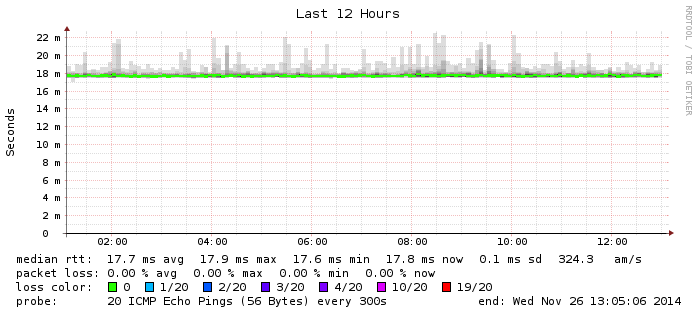 Last 12 Hours
RRDTOOL / TOBI OETIKER
Seconds
22 m
20 m
18 m
16 m
14 m
12 m
10 m
8 m
6 m
4 m
2 m
0
02:00 04:00 06:00 08:00 10:00 12:00
median rtt: 17.7 ms avg 17.9 ms max 17.6 ms min 17.8 ms now 0.1 ms sd 324.3 am/s
packet loss: 0.00 % avg 0.00 % max 0.00 % min 0.00 % now
loss color: 0 1/20 2/20 3/20 4/20 10/20 19/20
probe: 20 ICMP Echo Pings (56 Bytes) every 300s end: Wed Nov 26 13:05:06 2014